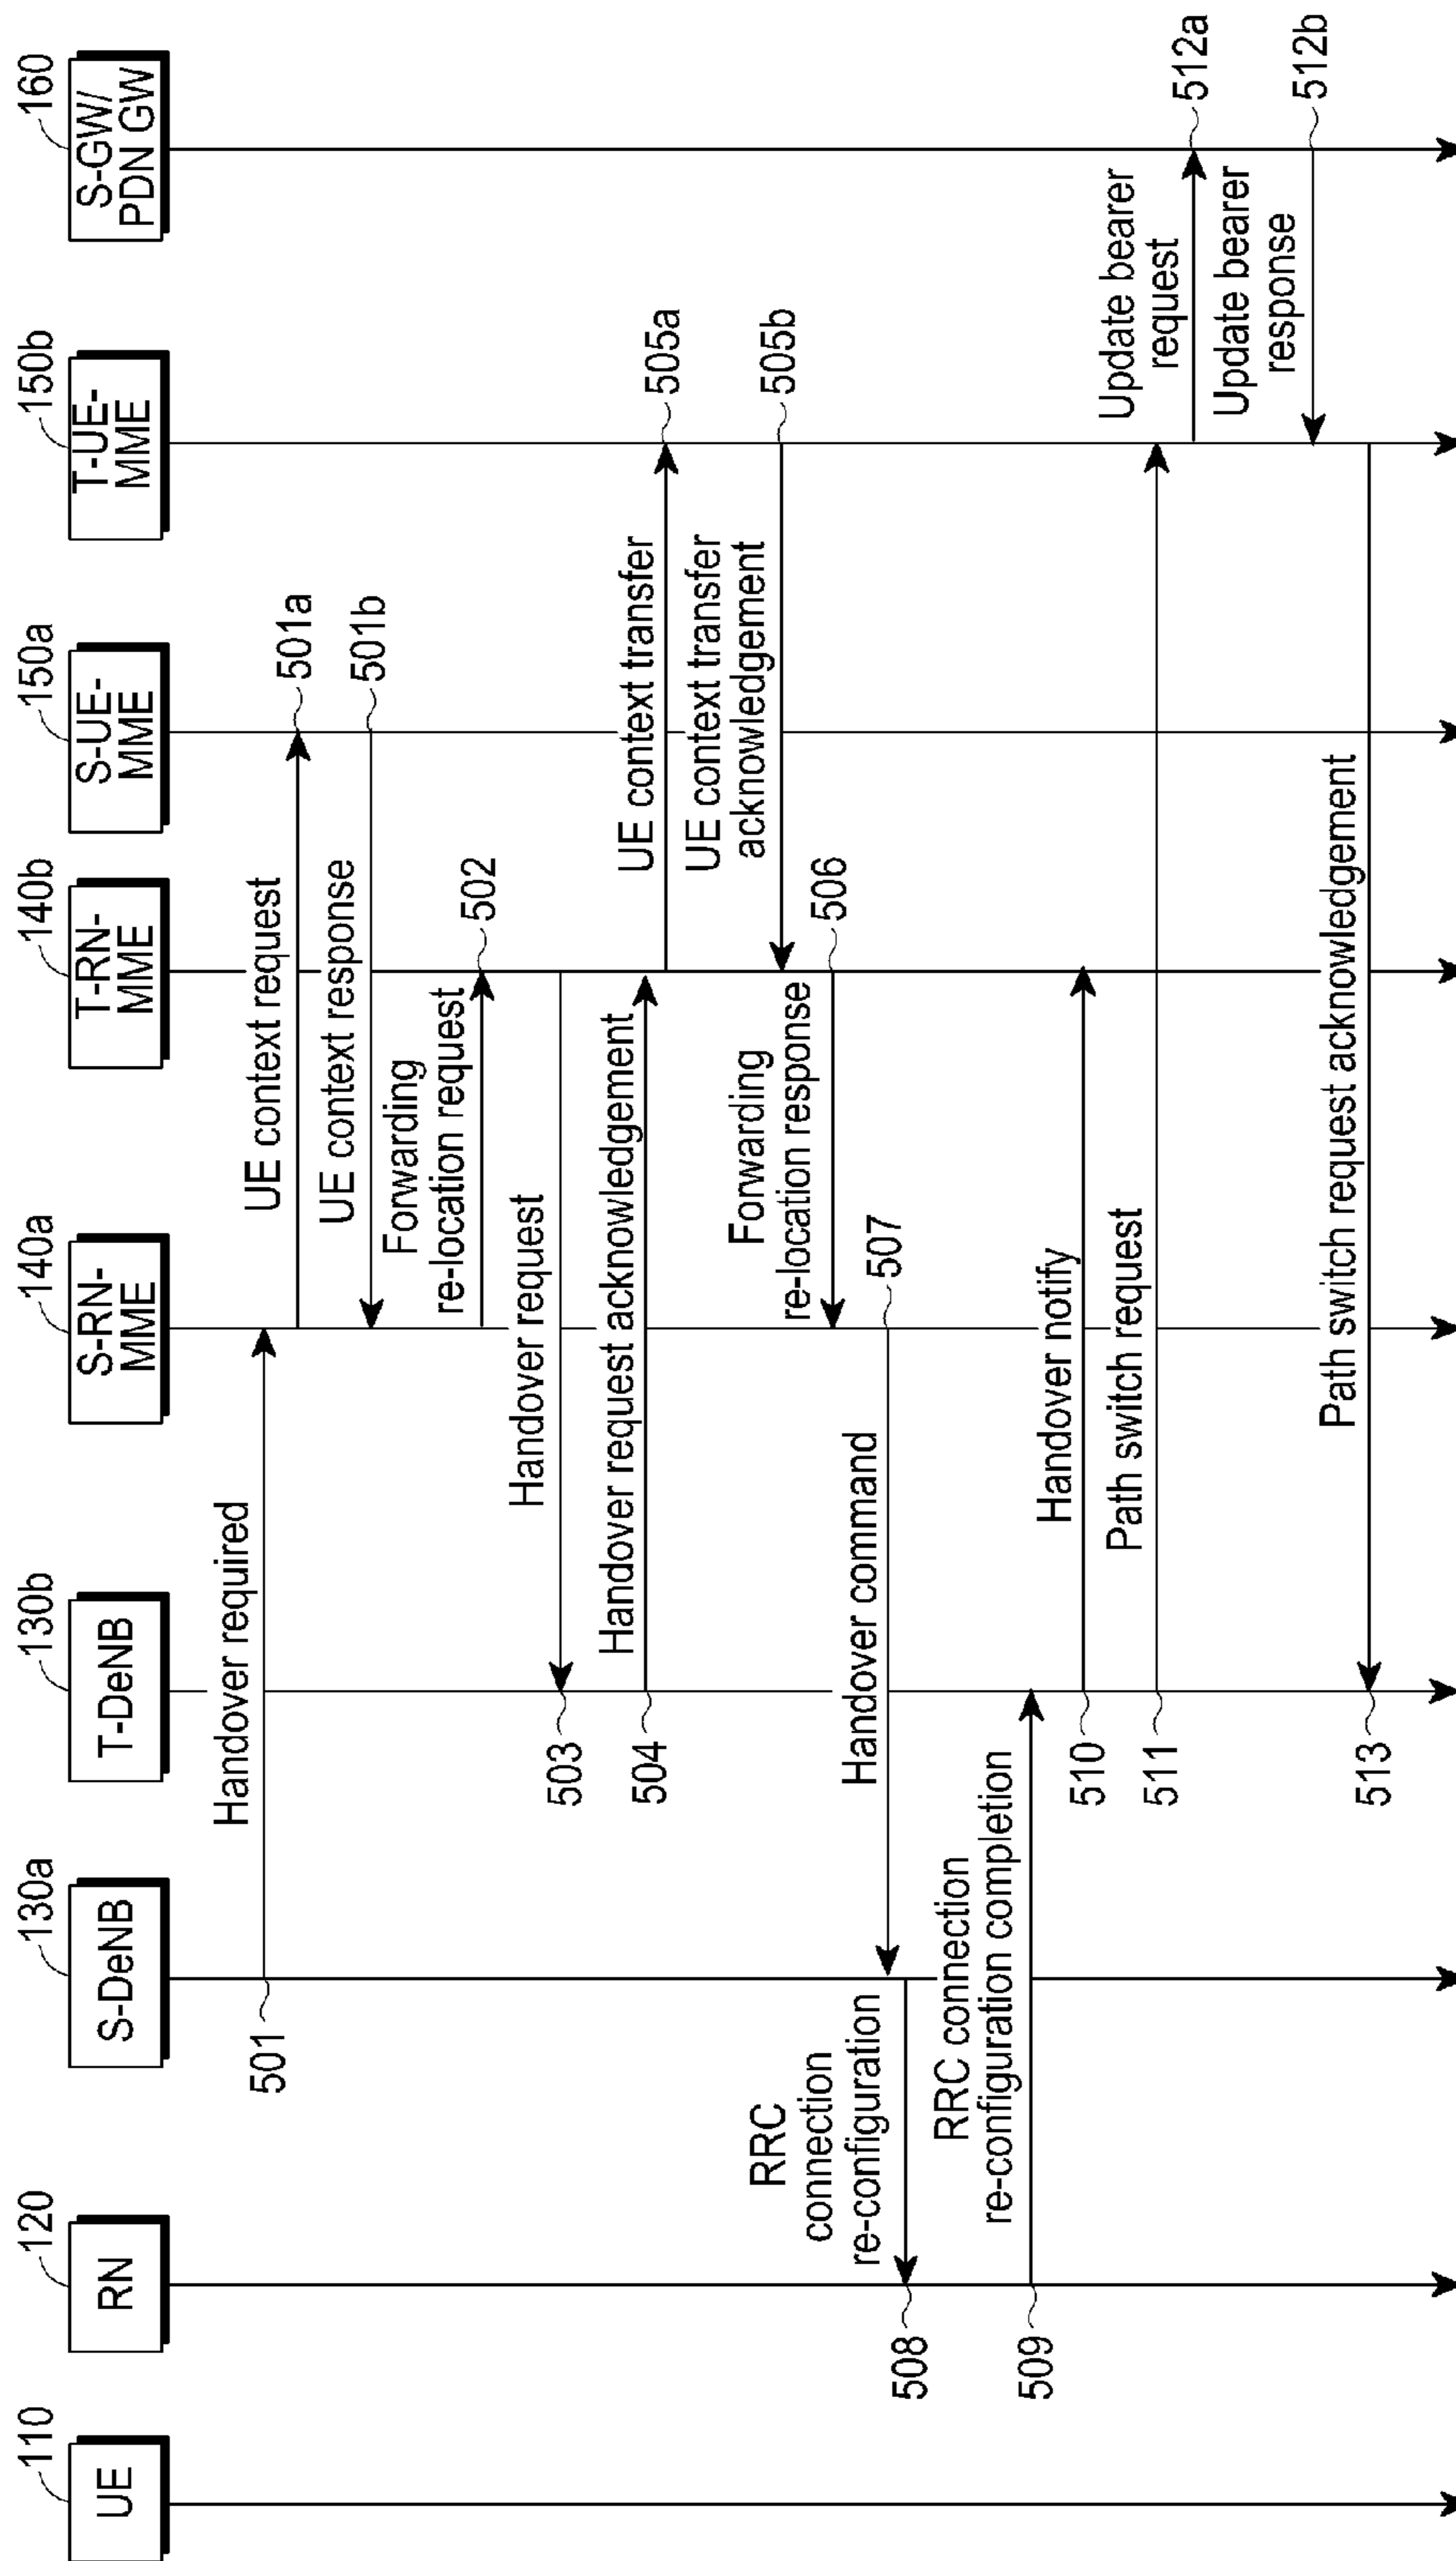 110
UE
120
RN
130a
S-DeNB
130b
T-DeNB
140a
S-RN-
MME
140b
T-RN-
MME
150a
S-UE-
MME
150b
T-UE-
MME
160
S-GW/
PDN GW
501
Handover required
UE context request
501a
UE context response
501b
Forwarding
re-location request
502
Handover request
503
Handover request acknowledgement
504
UE context transfer
505a
UE context transfer
acknowledgement
505b
Forwarding
re-location response
506
Handover command
507
RRC
connection
re-configuration
508
RRC connection
re-configuration completion
509
Handover notify
510
Path switch request
511
Update bearer
request
512a
Update bearer
response
512b
Path switch request acknowledgement
513